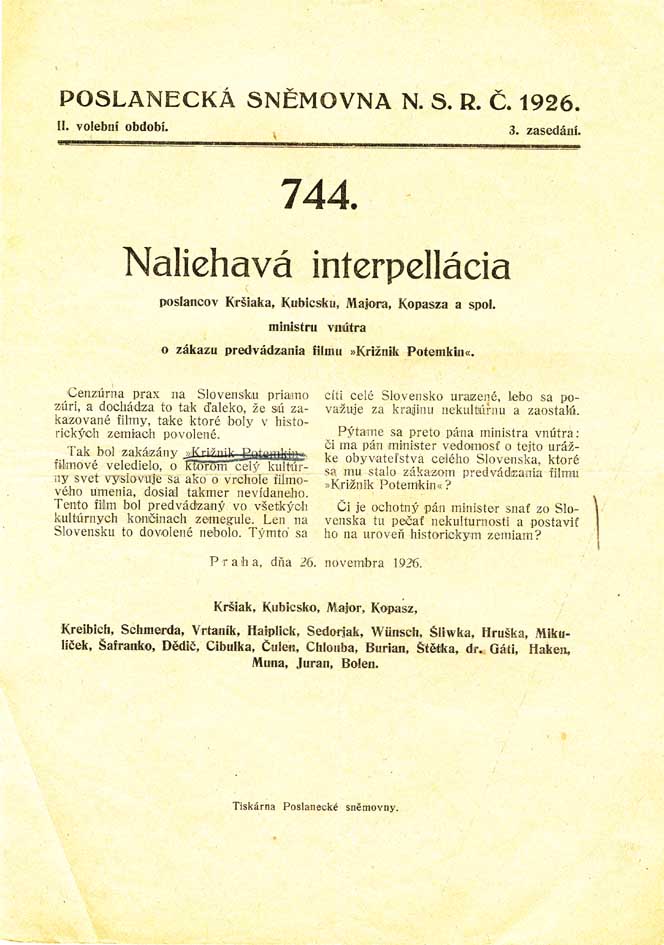 POSLANECKÁ SNĚMOVNA N. S. R. Č. 1926.
II. volební období.
3. zasedání.
744.
Naliehavá interpellácia
poslancov Kršiaka, Kubicsku, Majora, Kopasza a spol.
ministru vnútra
o zákazu predvádzania filmu »Križnik Potemkin«.
Cenzúrna prax na Slovensku priamo
zúri, a dochádza to tak ďaleko, že sú za-
kazované filmy, take ktoré boly v histo-
rických zemiach povolené.
Tak bol zakázány »Križnik Potemkin«
filmové veledielo, o ktorom celý kultúr-
ny svet vyslovuje sa ako o vrchole filmo-
vého umenia, dosial takmer nevídaneho.
Tento film bol predvádzaný vo všetkých
kultúrnych končinach zemegule. Len na
Slovensku to dovolené nebolo. Týmto sa
cíti celé Slovensko urazené, lebo sa po-
važuje za krajinu nekultúrnu a zaostalú.
Pýtame sa preto pána ministra vnútra:
či ma pán minister vedomosť o tejto uráž-
ke obyvateľstva celého Slovenska, ktoré
sa mu stalo zákazom predvádzania filmu
»Križnik Potemkin«?
Či je ochotný pán minister snať zo Slo-
venska tu pečať nekulturnosti a postaviť
ho na uroveň historickym zemiam?
Praha, dňa 26. novembra 1926.
Kršiak, Kubicsko, Major, Kopasz,
Kreibich, Schmerda, Vrtaník, Haiplick, Sedorjak, Wünsch, Śliwka, Hruška, Miku-
líček, Šafranko, Dědič, Cibulka, Čulen, Chlouba, Burian, Štětka, dr. Gáti, Haken,
Muna, Juran, Bolen.
Tiskárna Poslanecké sněmovny.